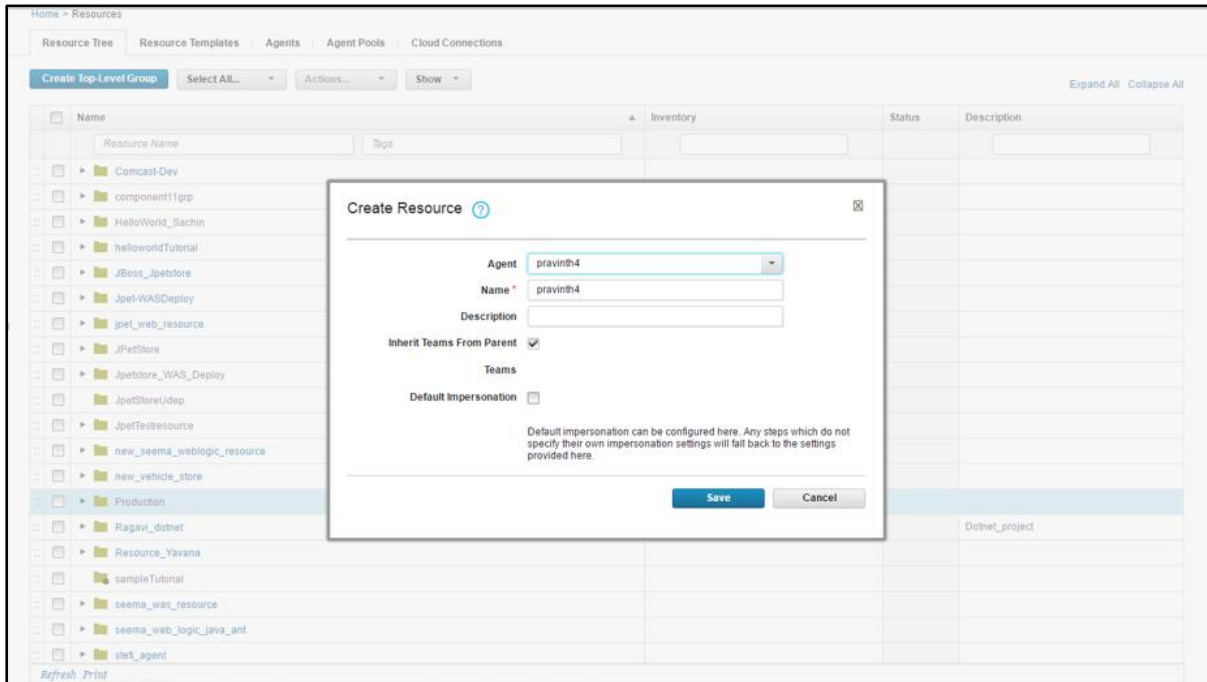 Home > Resources
Resource Tree Resource Templates Agents Agent Pools Cloud Connections
Create Top-Level Group Select All... Actions... Show
Expand All Collapse All
Name Inventory Status Description
Resource Name Tags
Comcast-Dev
component11grp
HelloWorld_Sachin
helloworldTutorial
JBoss_Jpetstore
Jpet-WASDeploy
jpet_web_resource
JPetStore
Jpetstore_WAS_Deploy
JpetStoreUdep
JpetTestresource
new_seema_weblogic_resource
new_vehicle_store
Production
Ragavi_dotnet Dotnet_project
Resource_Yavana
sampleTutorial
seema_was_resource
seema_web_logic_java_ant
stell_agent
Refresh Print
Create Resource ?
Agent pravinth4
Name * pravinth4
Description
Inherit Teams From Parent
Teams
Default Impersonation
Default impersonation can be configured here. Any steps which do not
specify their own impersonation settings will fall back to the settings
provided here.
Save Cancel